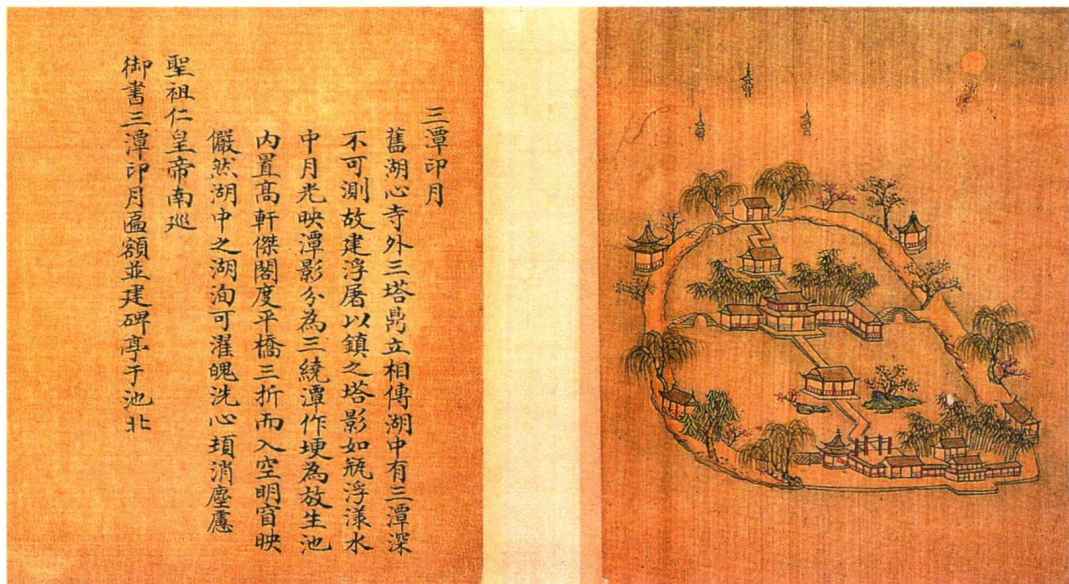 三潭印月
舊湖心寺外三塔鼎立相傳湖中有三潭深
不可測故建浮屠以鎮之塔影如瓶浮漾水
中月光映潭影分為三繞潭作埂為放生池
內置高軒傑閣度平橋三折而入空明窅映
儼然湖中之湖洵可濯魄洗心頊消塵慮
聖祖仁皇帝南巡
御書三潭印月匾額並建碑亭于池北